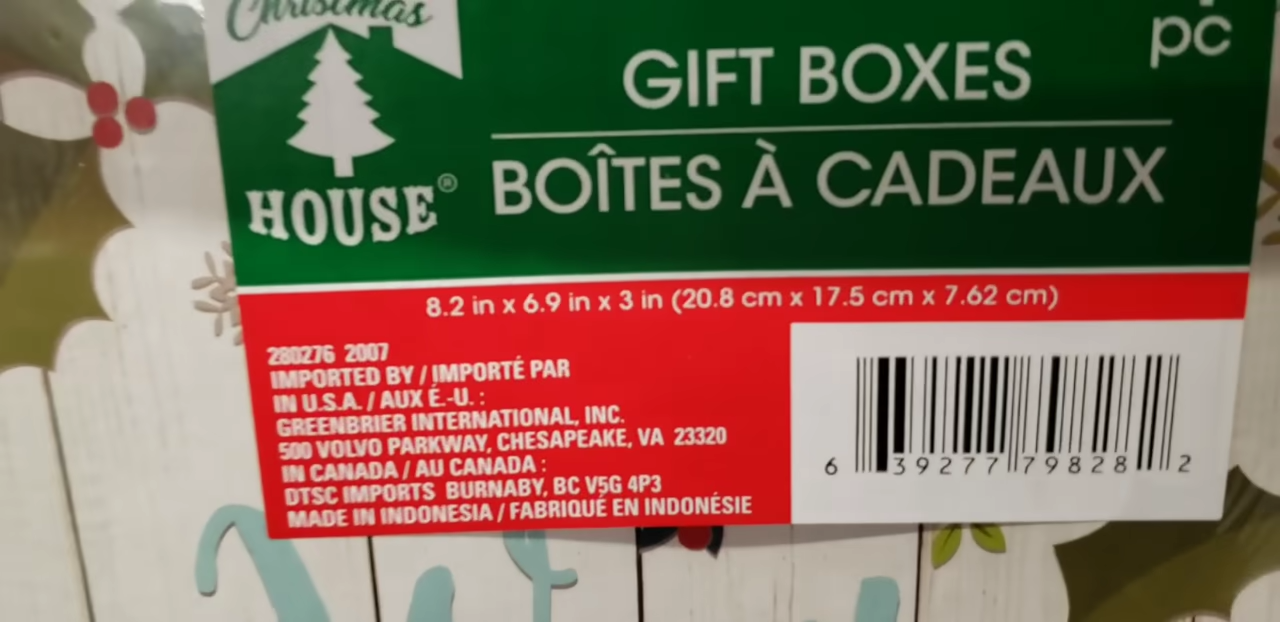 Christmas
HOUSE®
pc
GIFT BOXES
BOÎTES À CADEAUX
8.2 in x 6.9 in x 3 in (20.8 cm x 17.5 cm x 7.62 cm)
280276 2007
IMPORTED BY / IMPORTÉ PAR
IN U.S.A. / AUX É.-U. :
GREENBRIER INTERNATIONAL, INC.
500 VOLVO PARKWAY, CHESAPEAKE, VA 23320
IN CANADA / AU CANADA :
DTSC IMPORTS BURNABY, BC V5G 4P3
MADE IN INDONESIA / FABRIQUÉ EN INDONÉSIE
6 39277 79828 2